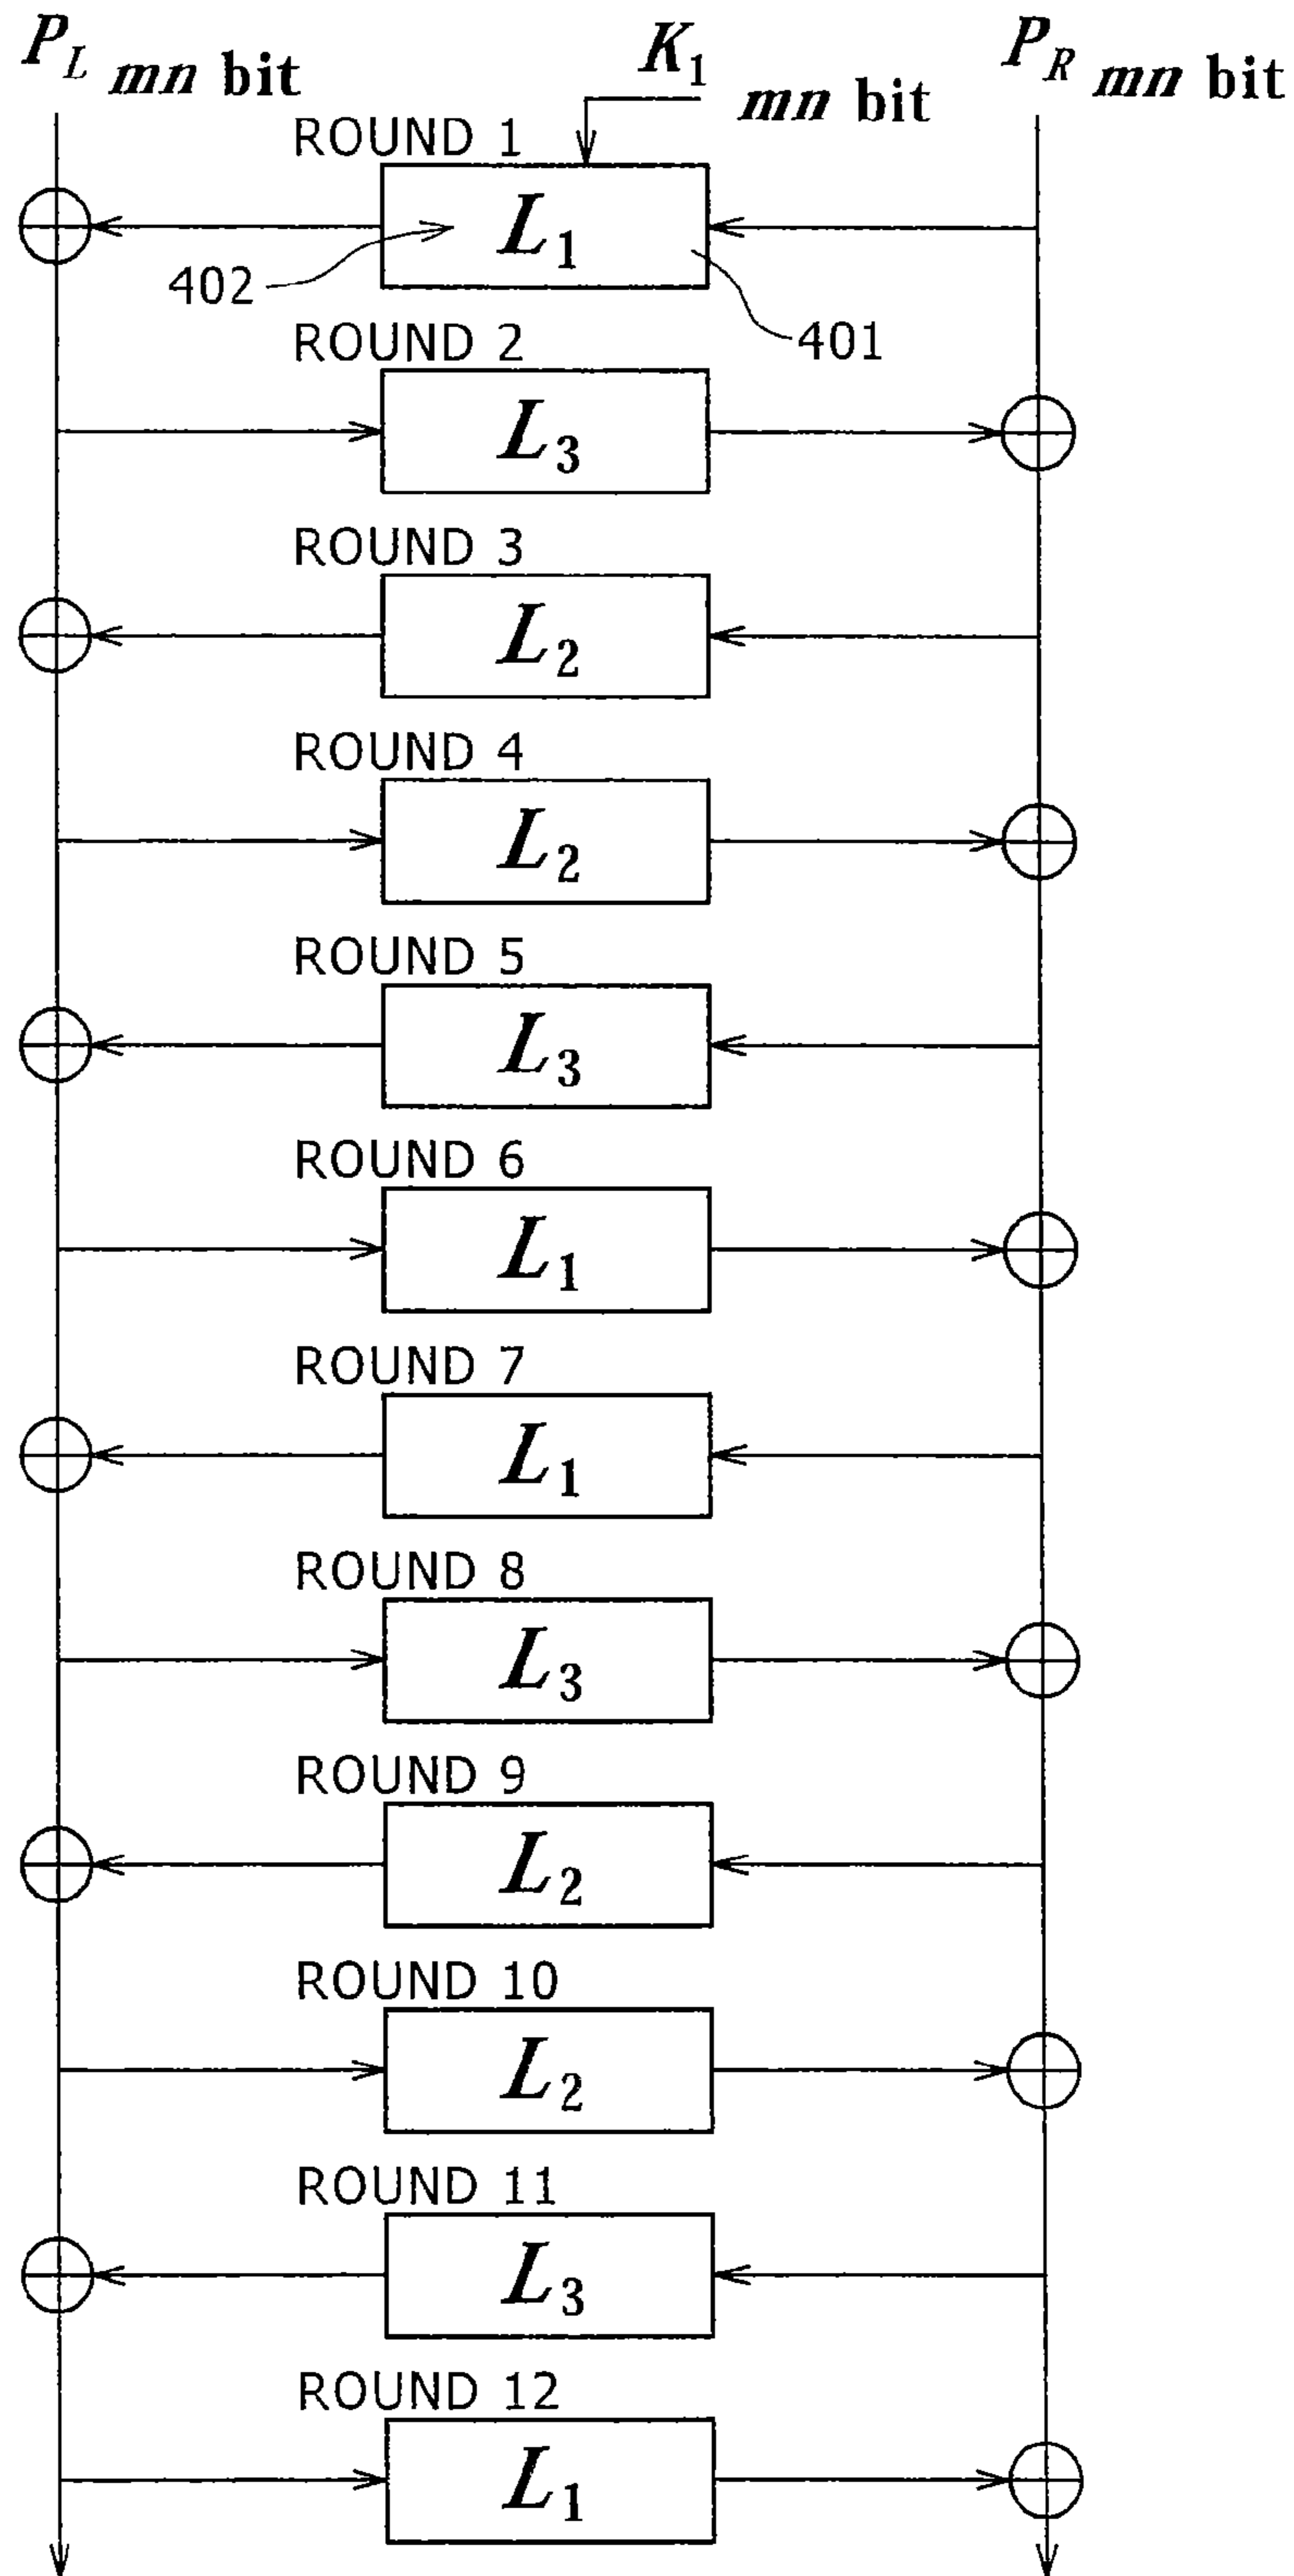 P_L mn bit
K_1 mn bit
P_R mn bit
ROUND 1
L_1
402
401
ROUND 2
L_3
ROUND 3
L_2
ROUND 4
L_2
ROUND 5
L_3
ROUND 6
L_1
ROUND 7
L_1
ROUND 8
L_3
ROUND 9
L_2
ROUND 10
L_2
ROUND 11
L_3
ROUND 12
L_1